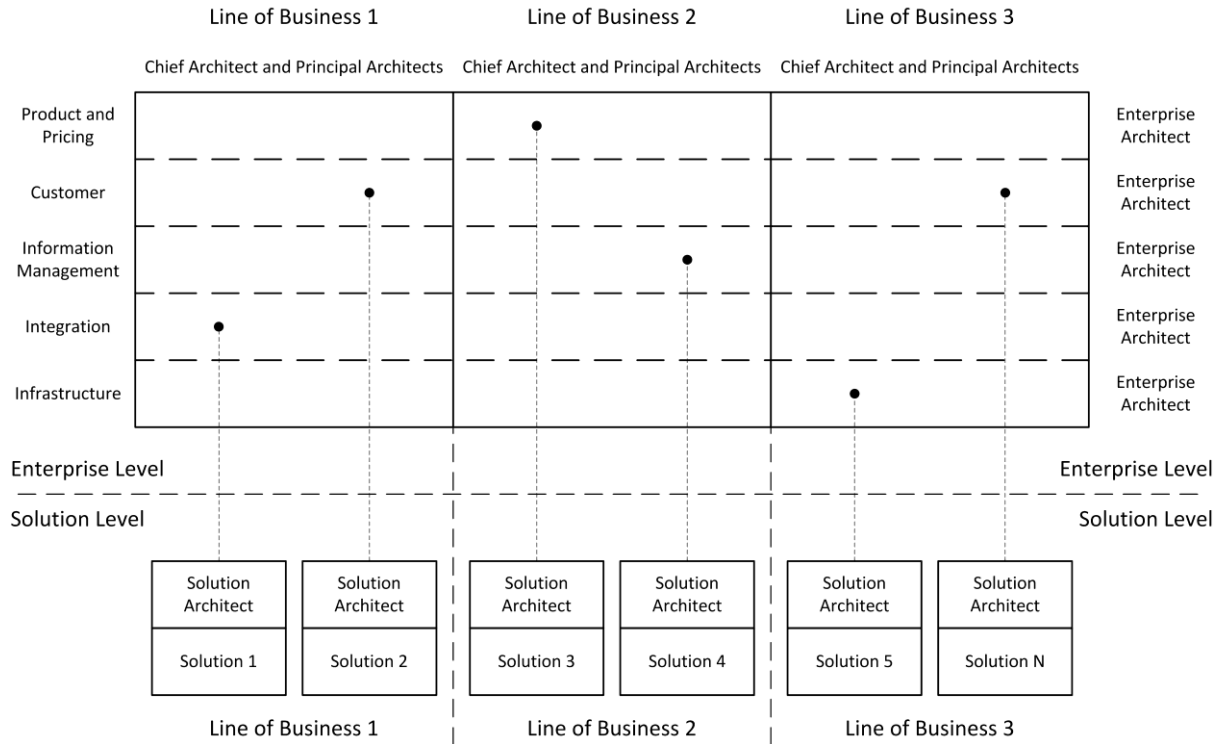 Line of Business 1
Line of Business 2
Line of Business 3
Chief Architect and Principal Architects
Chief Architect and Principal Architects
Chief Architect and Principal Architects
Product and
Pricing
Enterprise
Architect
Customer
Enterprise
Architect
Information
Management
Enterprise
Architect
Integration
Enterprise
Architect
Infrastructure
Enterprise
Architect
Enterprise Level
Enterprise Level
Solution Level
Solution Level
Solution
Architect
Solution 1
Solution
Architect
Solution 2
Solution
Architect
Solution 3
Solution
Architect
Solution 4
Solution
Architect
Solution 5
Solution
Architect
Solution N
Line of Business 1
Line of Business 2
Line of Business 3